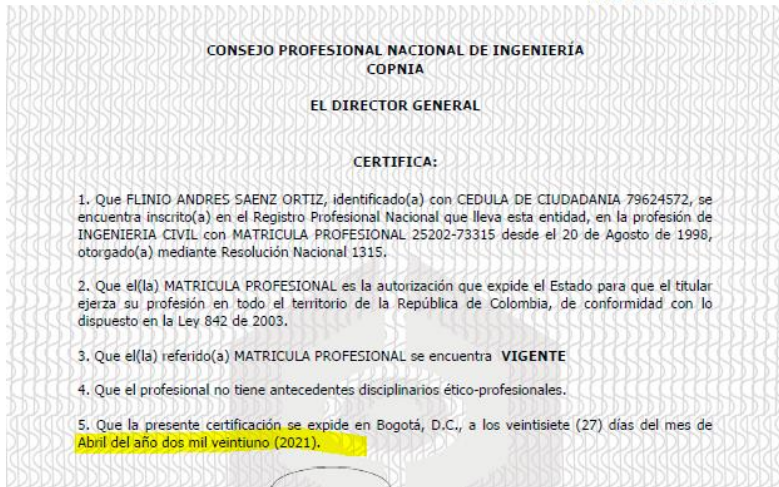 CONSEJO PROFESIONAL NACIONAL DE INGENIERÍA
COPNIA
EL DIRECTOR GENERAL
CERTIFICA:
1. Que FLINIO ANDRES SAENZ ORTIZ, identificado(a) con CEDULA DE CIUDADANIA 79624572, se
encuentra inscrito(a) en el Registro Profesional Nacional que lleva esta entidad, en la profesión de
INGENIERIA CIVIL con MATRICULA PROFESIONAL 25202-73315 desde el 20 de Agosto de 1998,
otorgado(a) mediante Resolución Nacional 1315.
2. Que el(la) MATRICULA PROFESIONAL es la autorización que expide el Estado para que el titular
ejerza su profesión en todo el territorio de la República de Colombia, de conformidad con lo
dispuesto en la Ley 842 de 2003.
3. Que el(la) referido(a) MATRICULA PROFESIONAL se encuentra VIGENTE
4. Que el profesional no tiene antecedentes disciplinarios ético-profesionales.
5. Que la presente certificación se expide en Bogotá, D.C., a los veintisiete (27) días del mes de
Abril del año dos mil veintiuno (2021).